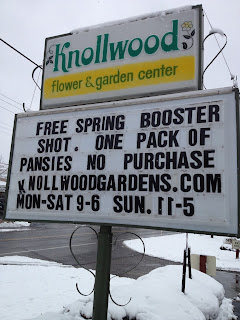 Knollwood
flower & garden center
FREE SPRING BOOSTER
SHOT. ONE PACK OF
PANSIES NO PURCHASE
KNOLLWOODGARDENS.COM
MON-SAT 9-6 SUN. 11-5